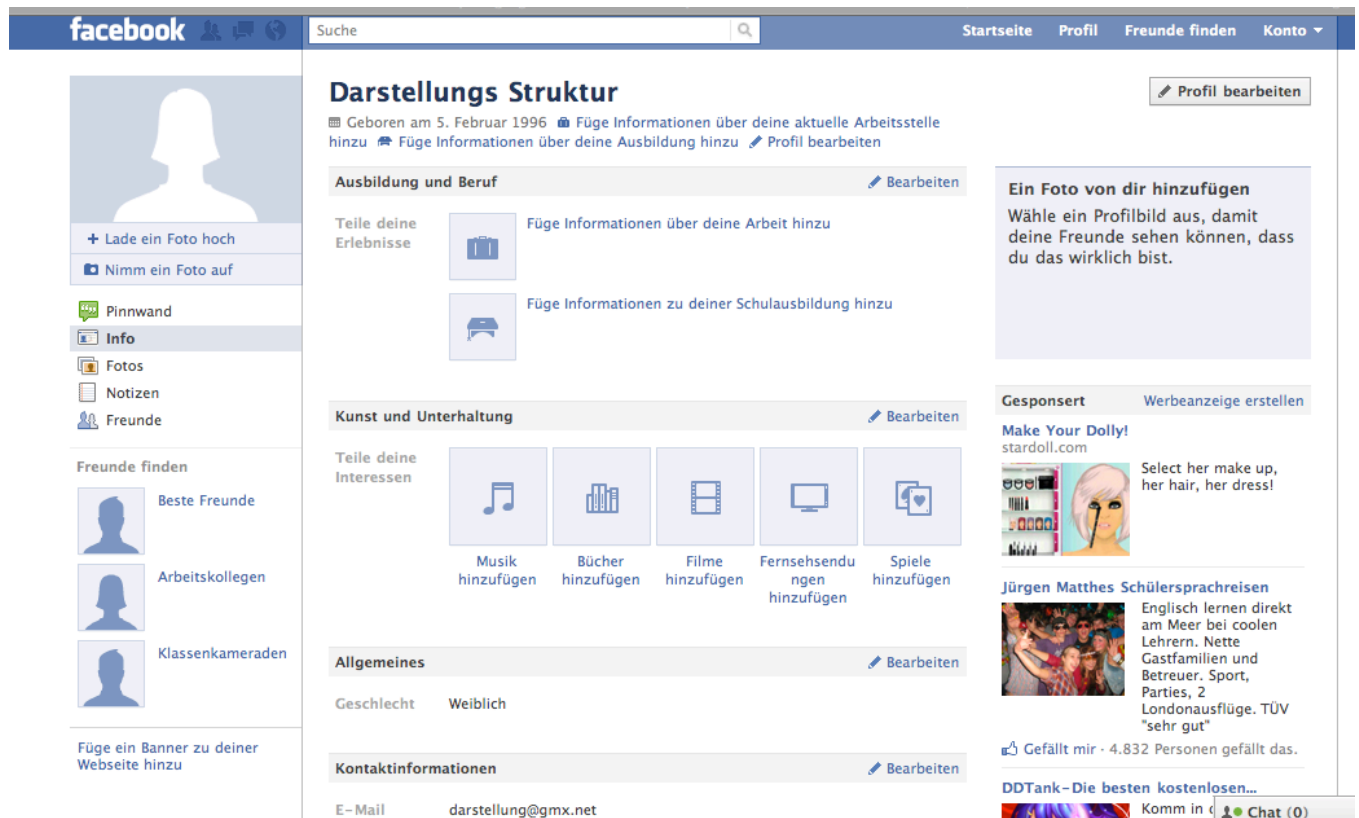 facebook
Suche
Startseite Profil Freunde finden Konto
Darstellungs Struktur
Profil bearbeiten
Geboren am 5. Februar 1996 Füge Informationen über deine aktuelle Arbeitsstelle
hinzu Füge Informationen über deine Ausbildung hinzu Profil bearbeiten
+ Lade ein Foto hoch
Nimm ein Foto auf
Pinnwand
Info
Fotos
Notizen
Freunde
Freunde finden
Beste Freunde
Arbeitskollegen
Klassenkameraden
Füge ein Banner zu deiner
Webseite hinzu
Ausbildung und Beruf Bearbeiten
Teile deine
Erlebnisse
Füge Informationen über deine Arbeit hinzu
Füge Informationen zu deiner Schulausbildung hinzu
Kunst und Unterhaltung Bearbeiten
Teile deine
Interessen
Musik
hinzufügen
Bücher
hinzufügen
Filme
hinzufügen
Fernsehsendu
ngen
hinzufügen
Spiele
hinzufügen
Allgemeines Bearbeiten
Geschlecht Weiblich
Kontaktinformationen Bearbeiten
E-Mail darstellung@gmx.net
Ein Foto von dir hinzufügen
Wähle ein Profilbild aus, damit
deine Freunde sehen können, dass
du das wirklich bist.
Gesponsert Werbeanzeige erstellen
Make Your Dolly!
stardoll.com
Select her make up,
her hair, her dress!
Jürgen Matthes Schülersprachreisen
Englisch lernen direkt
am Meer bei coolen
Lehrern. Nette
Gastfamilien und
Betreuer. Sport,
Parties, 2
Londonausflüge. TÜV
"sehr gut"
Gefällt mir · 4.832 Personen gefällt das.
DDTank-Die besten kostenlosen...
Komm in
Chat (0)